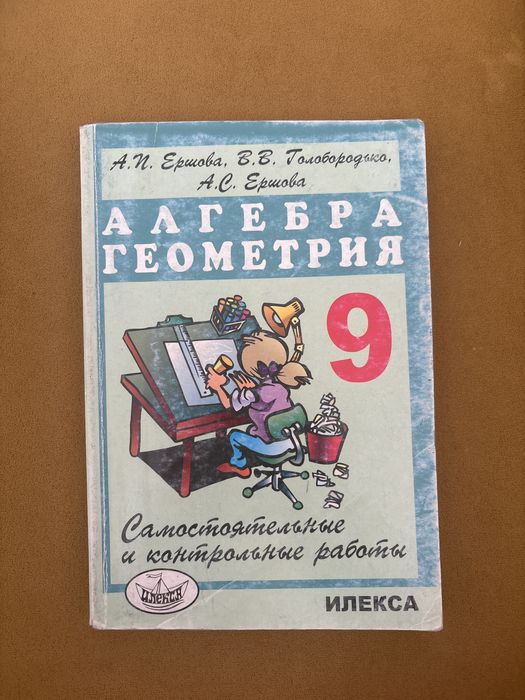 А.П. Ершова, В.В. Голобородько,
А.С. Ершова
АЛГЕБРА
ГЕОМЕТРИЯ
9
Самостоятельные
и контрольные работы
ИЛЕКСА
ИЛЕКСА